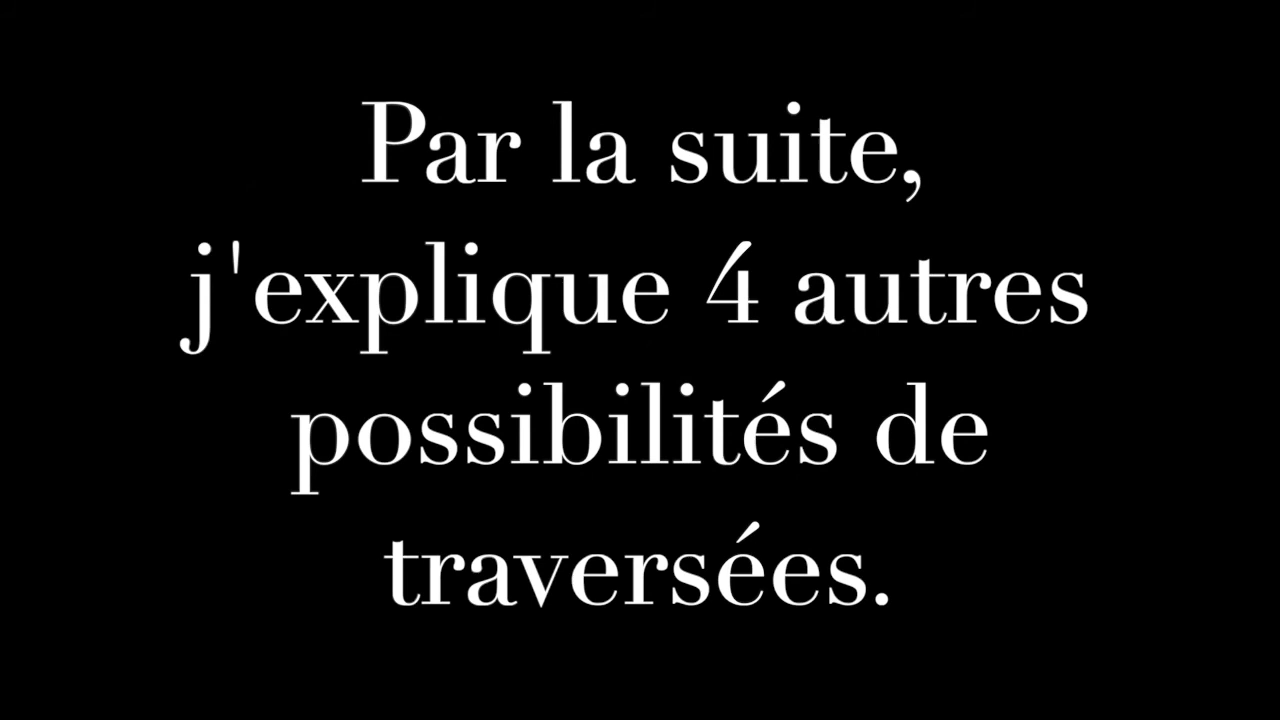 Par la suite,
j'explique 4 autres
possibilités de
traversées.